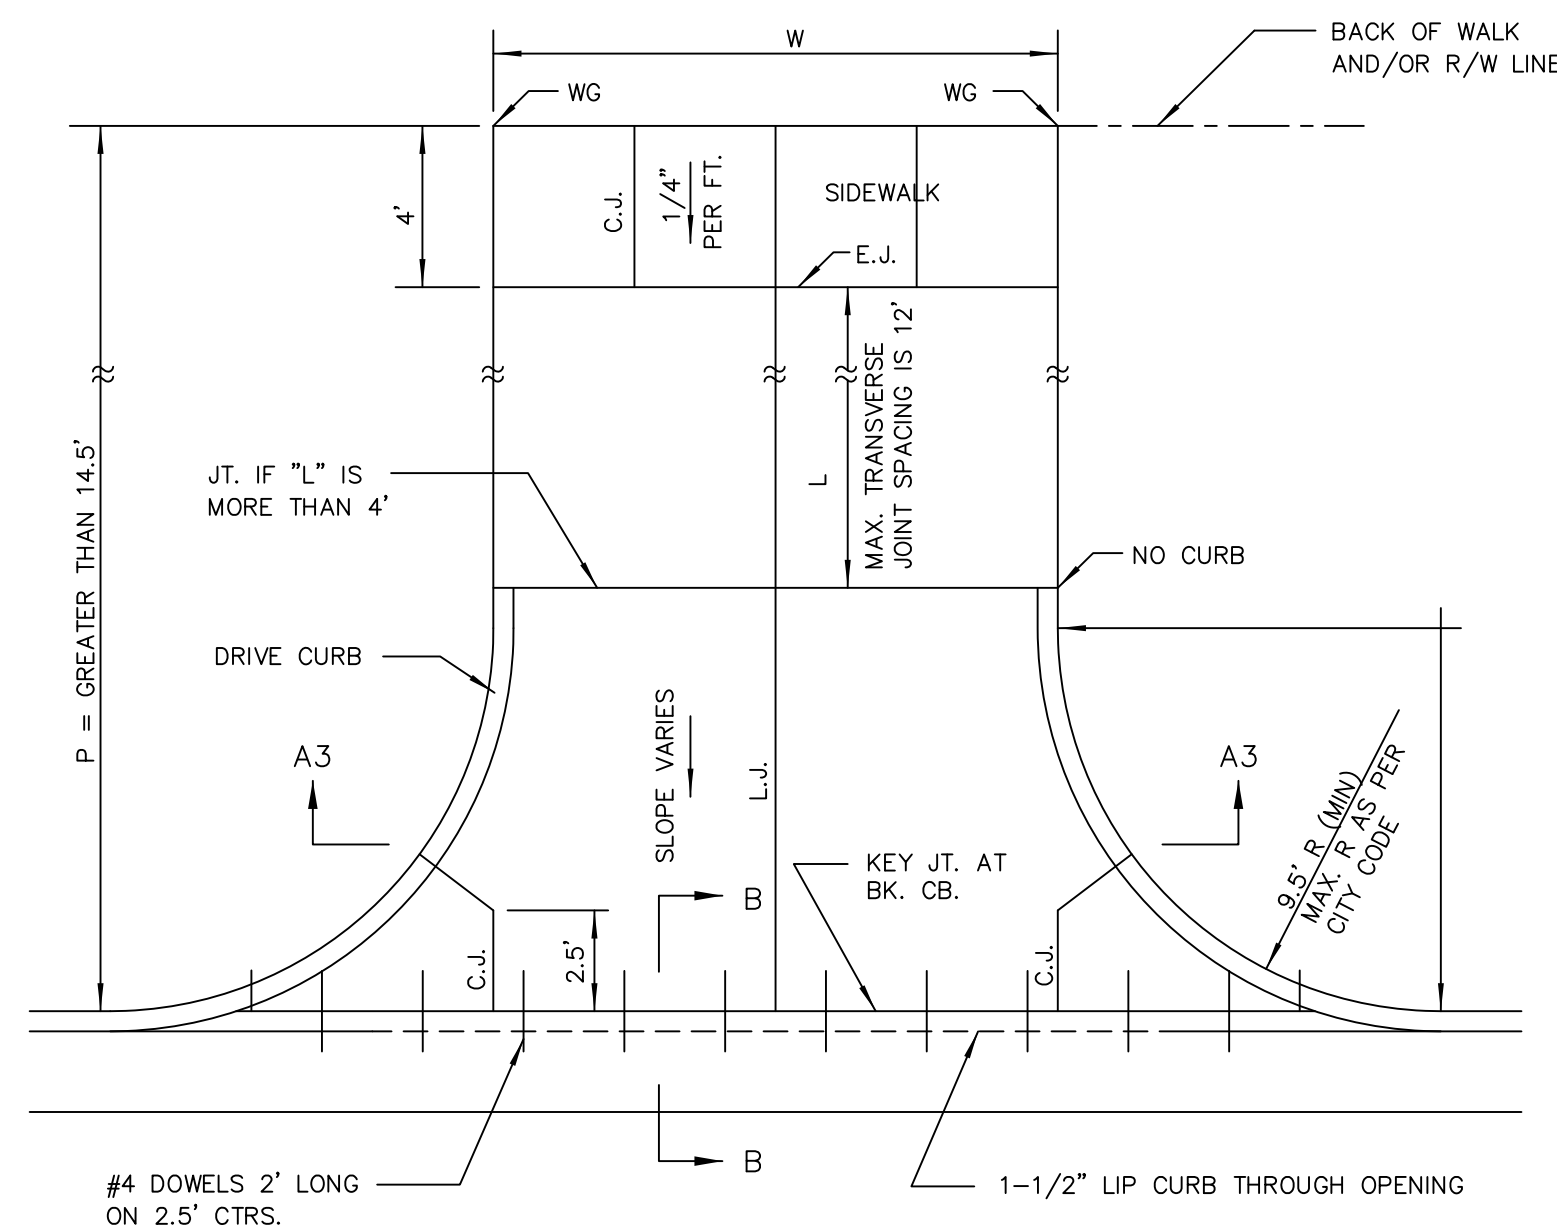 BACK OF WALK
AND/OR R/W LINE
W
WG
WG
4'
C.J.
1/4"
PER FT.
SIDEWALK
E.J.
P = GREATER THAN 14.5'
JT. IF "L" IS
MORE THAN 4'
L
MAX. TRANSVERSE
JOINT SPACING IS 12'
NO CURB
DRIVE CURB
SLOPE VARIES
L.J.
A3
A3
9.5' R (MIN)
MAX. R AS PER
CITY CODE
KEY JT. AT
BK. CB.
B
C.J.
2.5'
C.J.
B
#4 DOWELS 2' LONG
ON 2.5' CTRS.
1-1/2" LIP CURB THROUGH OPENING